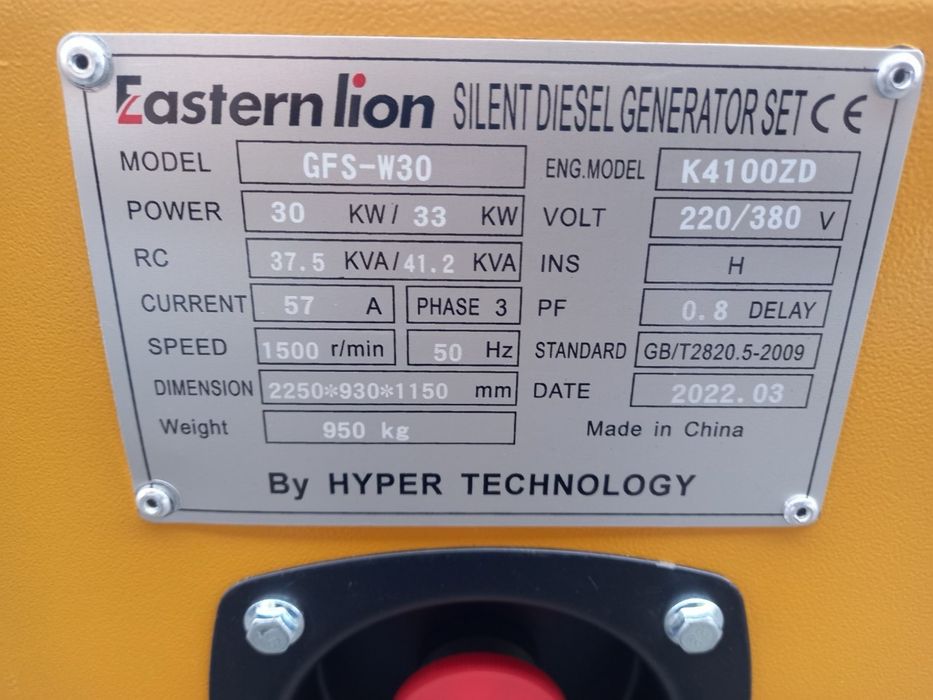 Eastern lion SILENT DIESEL GENERATOR SET CE
MODEL GFS-W30 ENG.MODEL K4100ZD
POWER 30 KW/ 33 KW VOLT 220/380 V
RC 37.5 KVA/41.2 KVA INS H
CURRENT 57 A PHASE 3 PF 0.8 DELAY
SPEED 1500 r/min 50 Hz STANDARD GB/T2820.5-2009
DIMENSION 2250*930*1150 mm DATE 2022.03
Weight 950 kg Made in China
By HYPER TECHNOLOGY